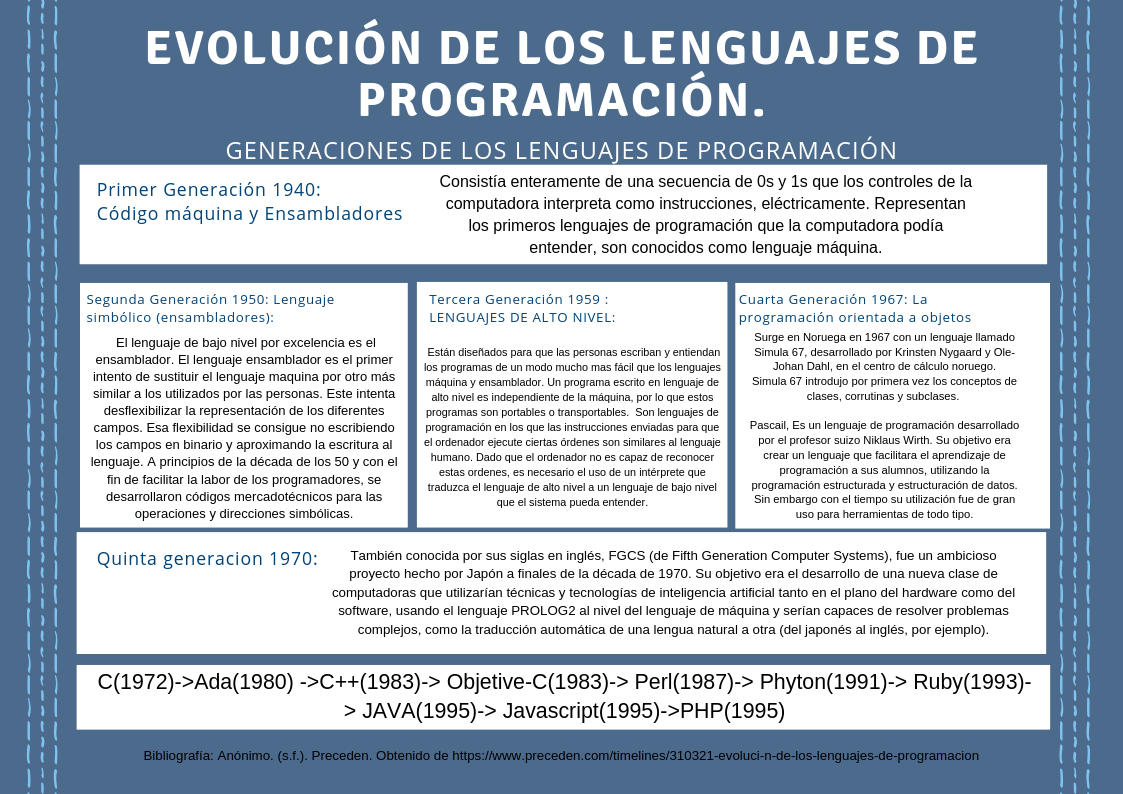 EVOLUCIÓN DE LOS LENGUAJES DE
PROGRAMACIÓN.
GENERACIONES DE LOS LENGUAJES DE PROGRAMACIÓN
Primer Generación 1940:
Código máquina y Ensambladores
Consistía enteramente de una secuencia de 0s y 1s que los controles de la
computadora interpreta como instrucciones, eléctricamente. Representan
los primeros lenguajes de programación que la computadora podía
entender, son conocidos como lenguaje máquina.
Segunda Generación 1950: Lenguaje
simbólico (ensambladores):
El lenguaje de bajo nivel por excelencia es el
ensamblador. El lenguaje ensamblador es el primer
intento de sustituir el lenguaje maquina por otro más
similar a los utilizados por las personas. Este intenta
desflexibilizar la representación de los diferentes
campos. Esa flexibilidad se consigue no escribiendo
los campos en binario y aproximando la escritura al
lenguaje. A principios de la década de los 50 y con el
fin de facilitar la labor de los programadores, se
desarrollaron códigos mercadotécnicos para las
operaciones y direcciones simbólicas.
Tercera Generación 1959 :
LENGUAJES DE ALTO NIVEL:
Están diseñados para que las personas escriban y entiendan
los programas de un modo mucho mas fácil que los lenguajes
máquina y ensamblador. Un programa escrito en lenguaje de
alto nivel es independiente de la máquina, por lo que estos
programas son portables o transportables. Son lenguajes de
programación en los que las instrucciones enviadas para que
el ordenador ejecute ciertas órdenes son similares al lenguaje
humano. Dado que el ordenador no es capaz de reconocer
estas ordenes, es necesario el uso de un intérprete que
traduzca el lenguaje de alto nivel a un lenguaje de bajo nivel
que el sistema pueda entender.
Cuarta Generación 1967: La
programación orientada a objetos
Surge en Noruega en 1967 con un lenguaje llamado
Simula 67, desarrollado por Krinsten Nygaard y Ole-
Johan Dahl, en el centro de cálculo noruego.
Simula 67 introdujo por primera vez los conceptos de
clases, corrutinas y subclases.
Pascail, Es un lenguaje de programación desarrollado
por el profesor suizo Niklaus Wirth. Su objetivo era
crear un lenguaje que facilitara el aprendizaje de
programación a sus alumnos, utilizando la
programación estructurada y estructuración de datos.
Sin embargo con el tiempo su utilización fue de gran
uso para herramientas de todo tipo.
Quinta generacion 1970:
También conocida por sus siglas en inglés, FGCS (de Fifth Generation Computer Systems), fue un ambicioso
proyecto hecho por Japón a finales de la década de 1970. Su objetivo era el desarrollo de una nueva clase de
computadoras que utilizarían técnicas y tecnologías de inteligencia artificial tanto en el plano del hardware como del
software, usando el lenguaje PROLOG2 al nivel del lenguaje de máquina y serían capaces de resolver problemas
complejos, como la traducción automática de una lengua natural a otra (del japonés al inglés, por ejemplo).
C(1972)->Ada(1980) ->C++(1983)-> Objetive-C(1983)-> Perl(1987)-> Phyton(1991)-> Ruby(1993)-
> JAVA(1995)-> Javascript(1995)->PHP(1995)
Bibliografía: Anónimo. (s.f.). Preceden. Obtenido de https://www.preceden.com/timelines/310321-evoluci-n-de-los-lenguajes-de-programacion